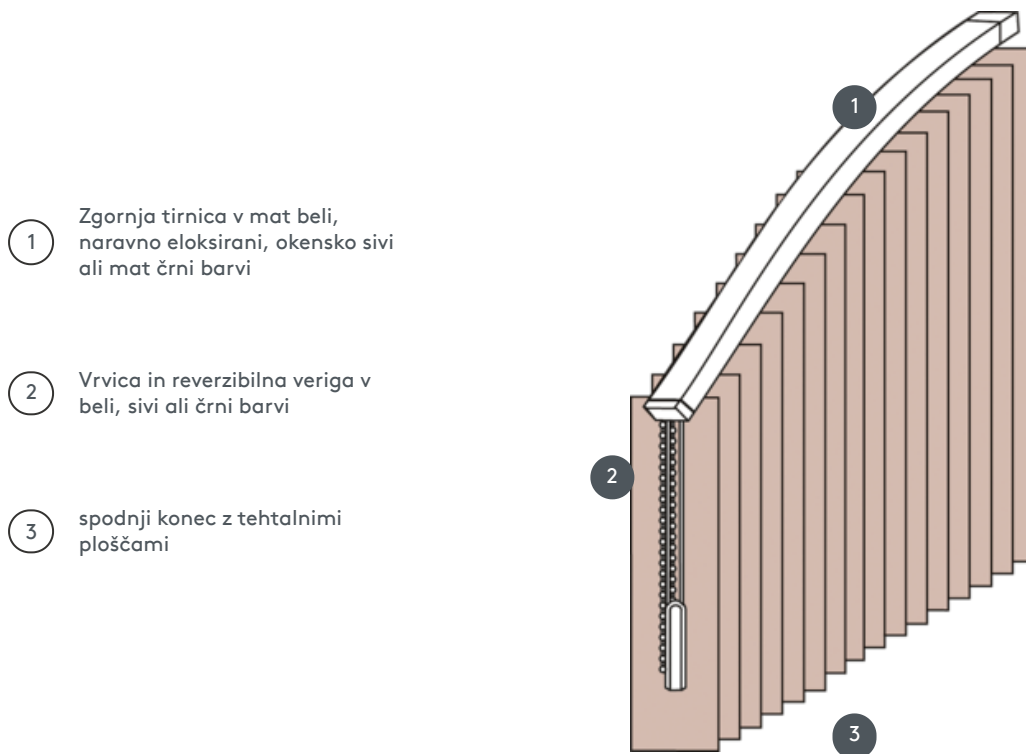 1
Zgornja tirnica v mat beli,
naravno eloksirani, okensko sivi
ali mat črni barvi
2
Vrvica in reverzibilna veriga v
beli, sivi ali črni barvi
3
spodnji konec z tehtalnimi
ploščami
1
2
3